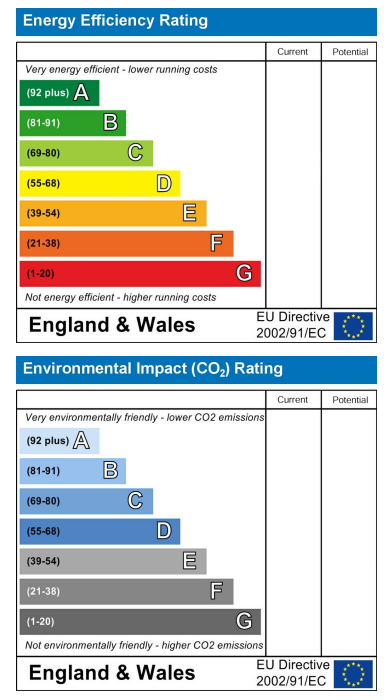 Energy Efficiency Rating
Current Potential
Very energy efficient - lower running costs
(92 plus) A
(81-91) B
(69-80) C
(55-68) D
(39-54) E
(21-38) F
(1-20) G
Not energy efficient - higher running costs
England & Wales
EU Directive
2002/91/EC
Environmental Impact (CO₂) Rating
Current Potential
Very environmentally friendly - lower CO2 emissions
(92 plus) A
(81-91) B
(69-80) C
(55-68) D
(39-54) E
(21-38) F
(1-20) G
Not environmentally friendly - higher CO2 emissions
England & Wales
EU Directive
2002/91/EC